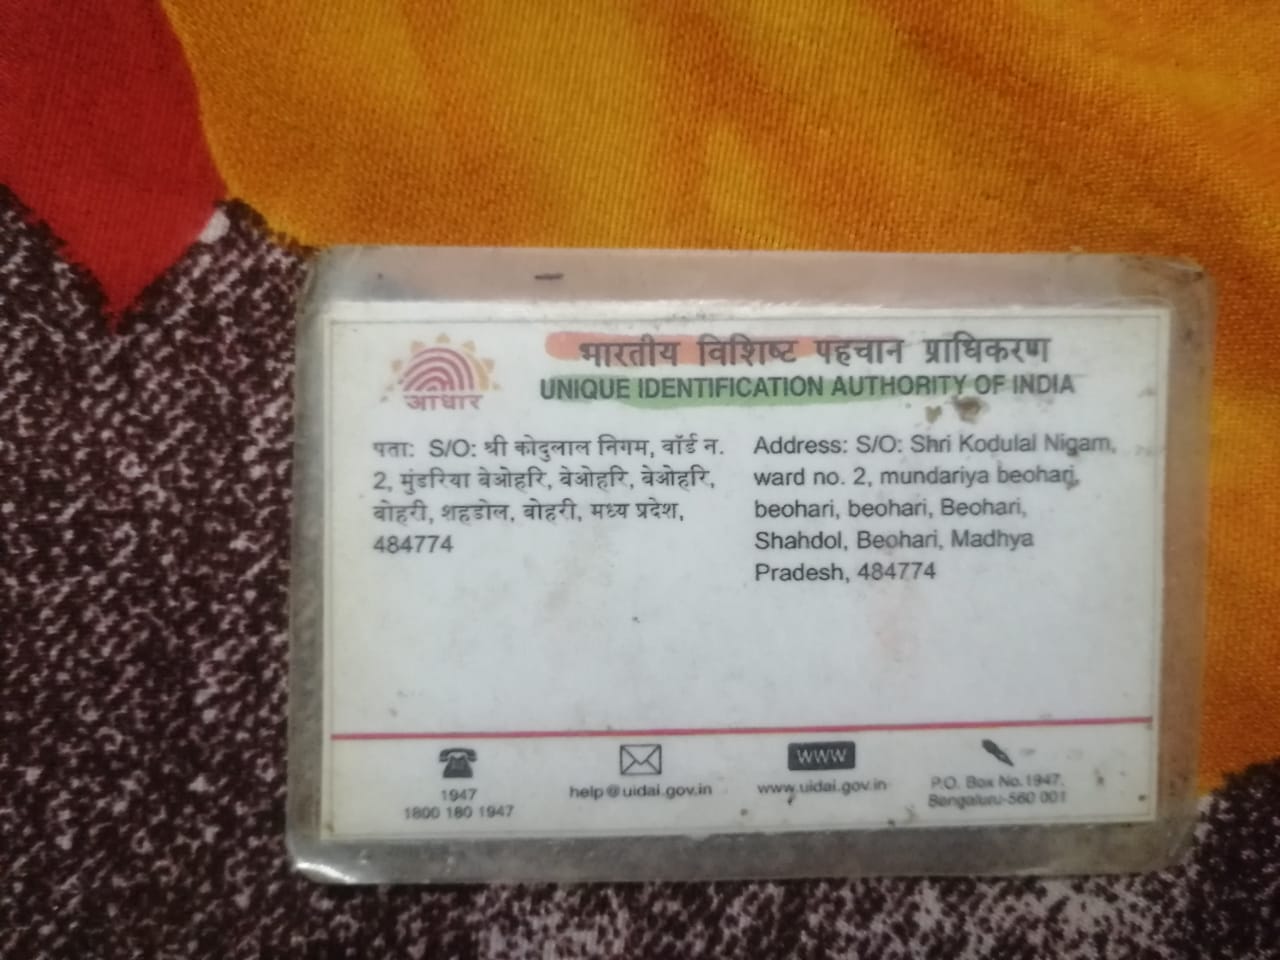 भारतीय विशिष्ट पहचान प्राधिकरण
UNIQUE IDENTIFICATION AUTHORITY OF INDIA
आधार
पता: S/O: श्री कोदुलाल निगम, वॉर्ड न.
2, मुंडरिया बेओहरि, बेओहरि, बेओहरि,
बोहरी, शहडोल, बोहरी, मध्य प्रदेश,
484774
Address: S/O: Shri Kodulal Nigam,
ward no. 2, mundariya beohari,
beohari, beohari, Beohari,
Shahdol, Beohari, Madhya
Pradesh, 484774
1947
1800 180 1947
help@uidai.gov.in
WWW
www.uidai.gov.in
P.O. Box No.1947,
Bengaluru-560 001